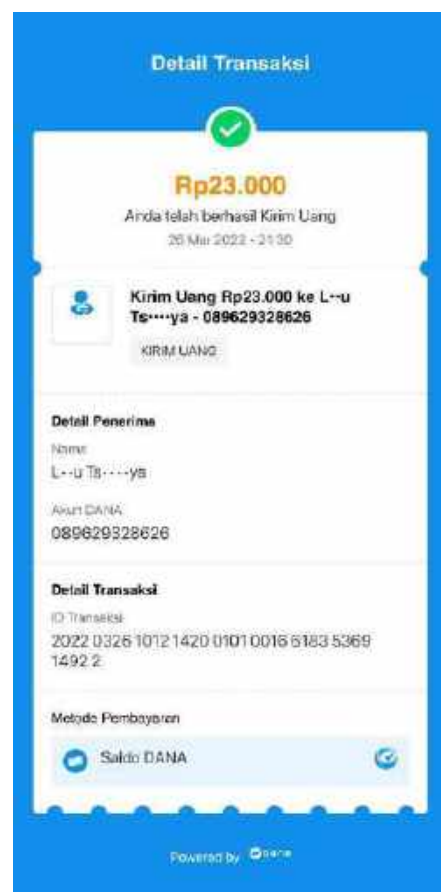 Detail Transaksi
Rp23.000
Anda telah berhasil Kirim Uang
26 Mar 2022 - 21:30
Kirim Uang Rp23.000 ke L--u
Ts----ya - 089629328626
KIRIM UANG
Detail Penerima
Nama
L--u Ts----ya
Akun DANA
089629328626
Detail Transaksi
ID Transaksi
2022 0326 1012 1420 0101 0016 6183 5369
1492 2
Metode Pembayaran
Saldo DANA
Powered by DANA